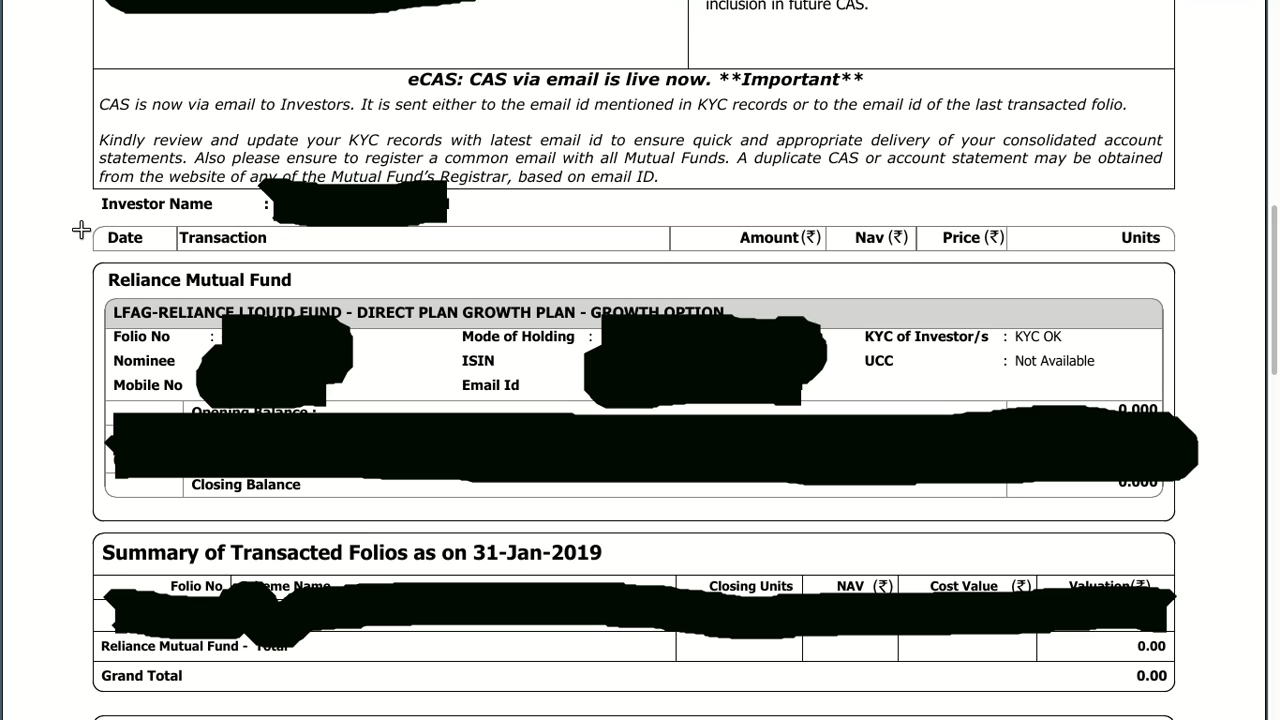 inclusion in future CAS.
eCAS: CAS via email is live now. **Important**
CAS is now via email to Investors. It is sent either to the email id mentioned in KYC records or to the email id of the last transacted folio.
Kindly review and update your KYC records with latest email id to ensure quick and appropriate delivery of your consolidated account
statements. Also please ensure to register a common email with all Mutual Funds. A duplicate CAS or account statement may be obtained
from the website of any of the Mutual Fund's Registrar, based on email ID.
Investor Name :
Date Transaction Amount (₹) Nav (₹) Price (₹) Units
Reliance Mutual Fund
LFAG-RELIANCE LIQUID FUND - DIRECT PLAN GROWTH PLAN - GROWTH OPTION
Folio No : Mode of Holding : KYC of Investor/s : KYC OK
Nominee ISIN UCC : Not Available
Mobile No Email Id
Opening Balance : 0.000
Closing Balance 0.000
Summary of Transacted Folios as on 31-Jan-2019
Folio No Name Closing Units NAV (₹) Cost Value (₹) Valuation(₹)
Reliance Mutual Fund - Total 0.00
Grand Total 0.00